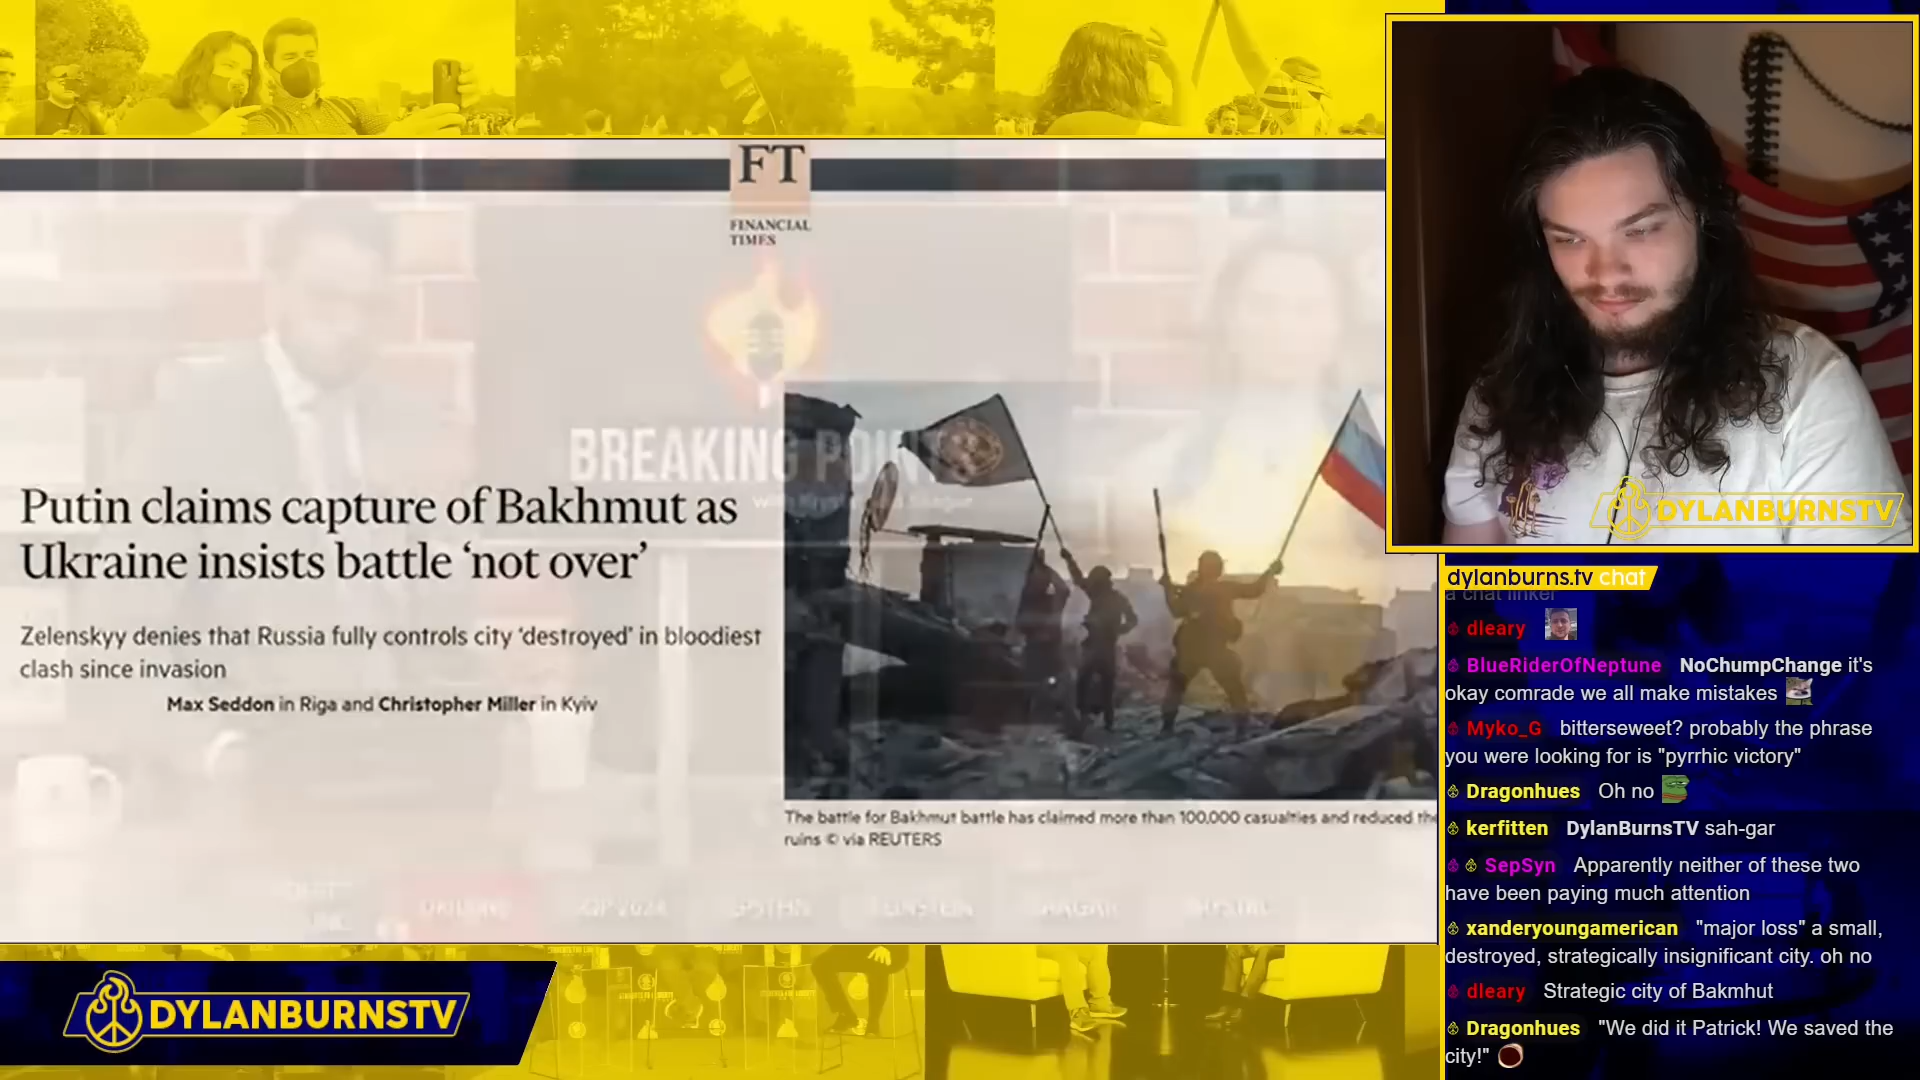 FT
FINANCIAL
TIMES
BREAKING POINTS
Putin claims capture of Bakhmut as
Ukraine insists battle ‘not over’
Zelenskyy denies that Russia fully controls city ‘destroyed’ in bloodiest
clash since invasion
Max Seddon in Riga and Christopher Miller in Kyiv
The battle for Bakhmut battle has claimed more than 100,000 casualties and reduced the
ruins © via REUTERS
DYLANBURNSTV
DYLANBURNSTV
dylanburns.tv chat
a chat linker
dleary
BlueRiderOfNeptune NoChumpChange it's
okay comrade we all make mistakes
Myko_G bitterseweet? probably the phrase
you were looking for is "pyrrhic victory"
Dragonhues Oh no
kerfitten DylanBurnsTV sah-gar
SepSyn Apparently neither of these two
have been paying much attention
xanderyoungamerican "major loss" a small,
destroyed, strategically insignificant city. oh no
dleary Strategic city of Bakmhut
Dragonhues "We did it Patrick! We saved the
city!"